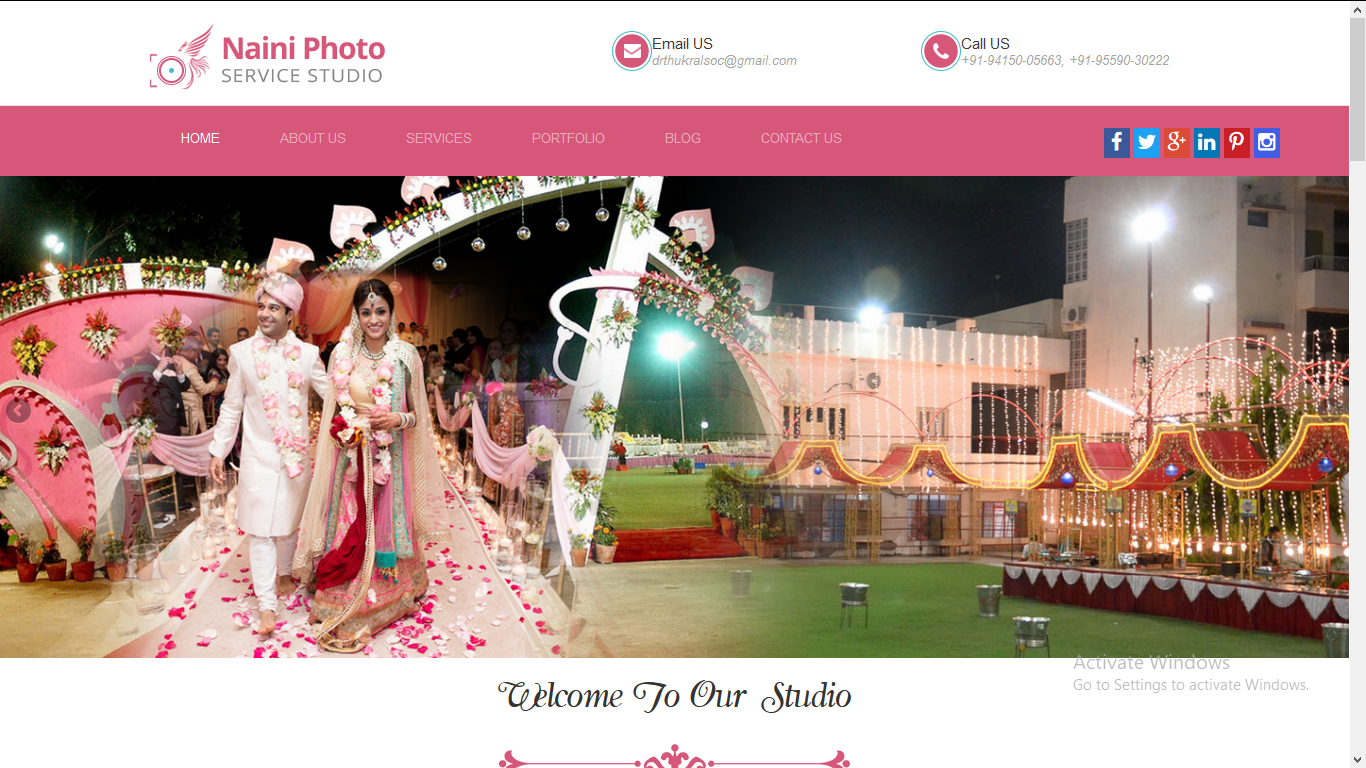 Naini Photo
SERVICE STUDIO
Email US
drthukralsoc@gmail.com
Call US
+91-94150-05663, +91-95590-30222
HOME ABOUT US SERVICES PORTFOLIO BLOG CONTACT US
Welcome To Our Studio
Activate Windows
Go to Settings to activate Windows.